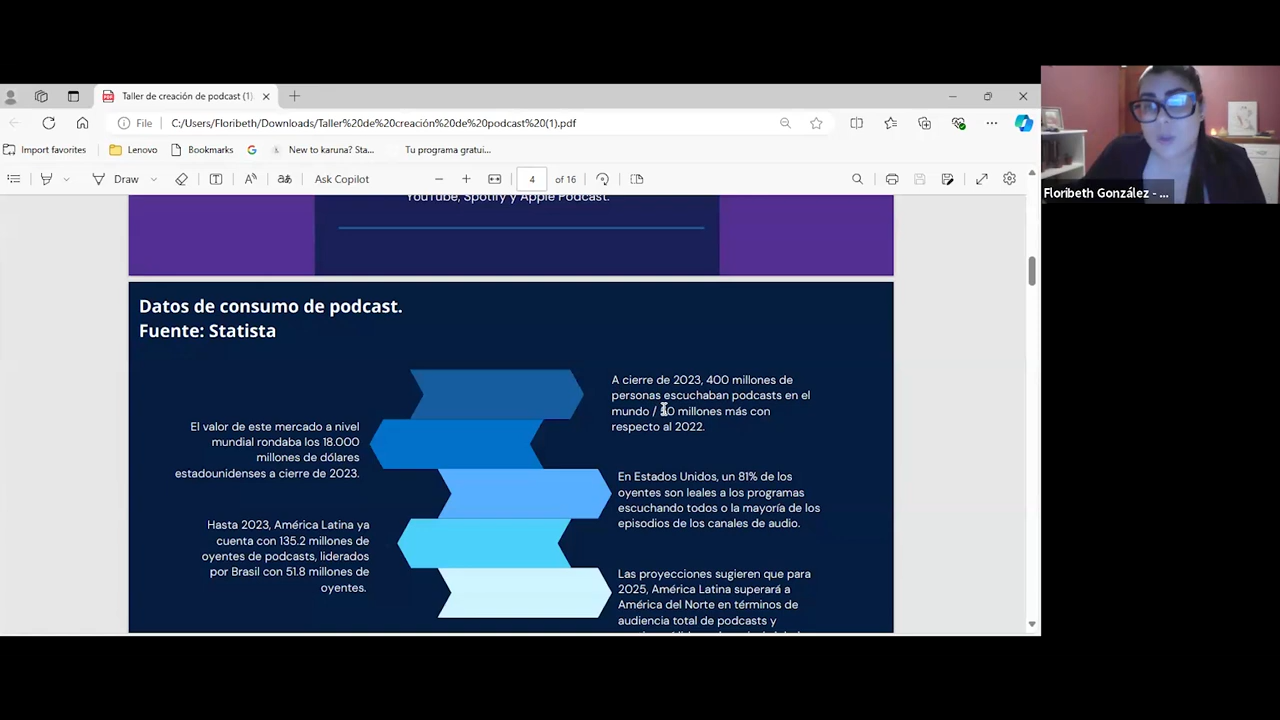 Taller de creación de podcast (1)
File
C:/Users/Floribeth/Downloads/Taller%20de%20creación%20de%20podcast%20(1).pdf
Import favorites
Lenovo
Bookmarks
New to karuna? Sta...
Tu programa gratui...
Draw
Ask Copilot
4 of 16
Floribeth González - ...
YouTube, Spotify y Apple Podcast.
Datos de consumo de podcast.
Fuente: Statista
A cierre de 2023, 400 millones de
personas escuchaban podcasts en el
mundo / millones más con
respecto al 2022.
El valor de este mercado a nivel
mundial rondaba los 18.000
millones de dólares
estadounidenses a cierre de 2023.
En Estados Unidos, un 81% de los
oyentes son leales a los programas
escuchando todos o la mayoría de los
episodios de los canales de audio.
Hasta 2023, América Latina ya
cuenta con 135.2 millones de
oyentes de podcasts, liderados
por Brasil con 51.8 millones de
oyentes.
Las proyecciones sugieren que para
2025, América Latina superará a
América del Norte en términos de
audiencia total de podcasts y